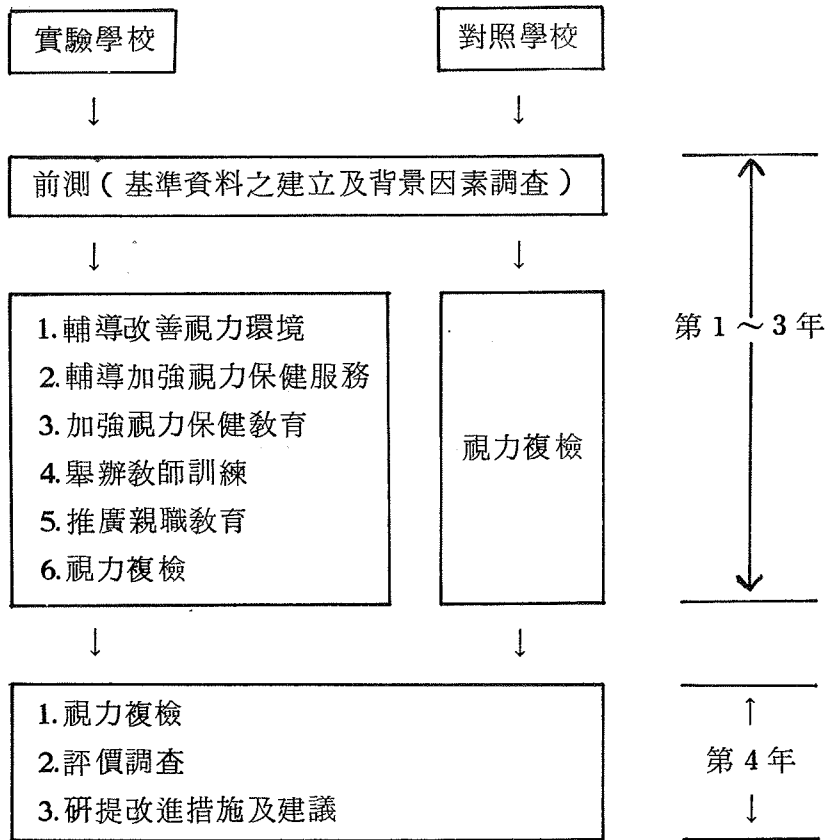 實驗學校
對照學校
↓
↓
前測(基準資料之建立及背景因素調查)
↓
↓
1.輔導改善視力環境
2.輔導加強視力保健服務
3.加強視力保健敎育
4.舉辦敎師訓練
5.推廣親職敎育
6.視力複檢
視力複檢
第1~3年
↓
↓
1.視力複檢
2.評價調查
3.研提改進措施及建議
↑
第4年
↓